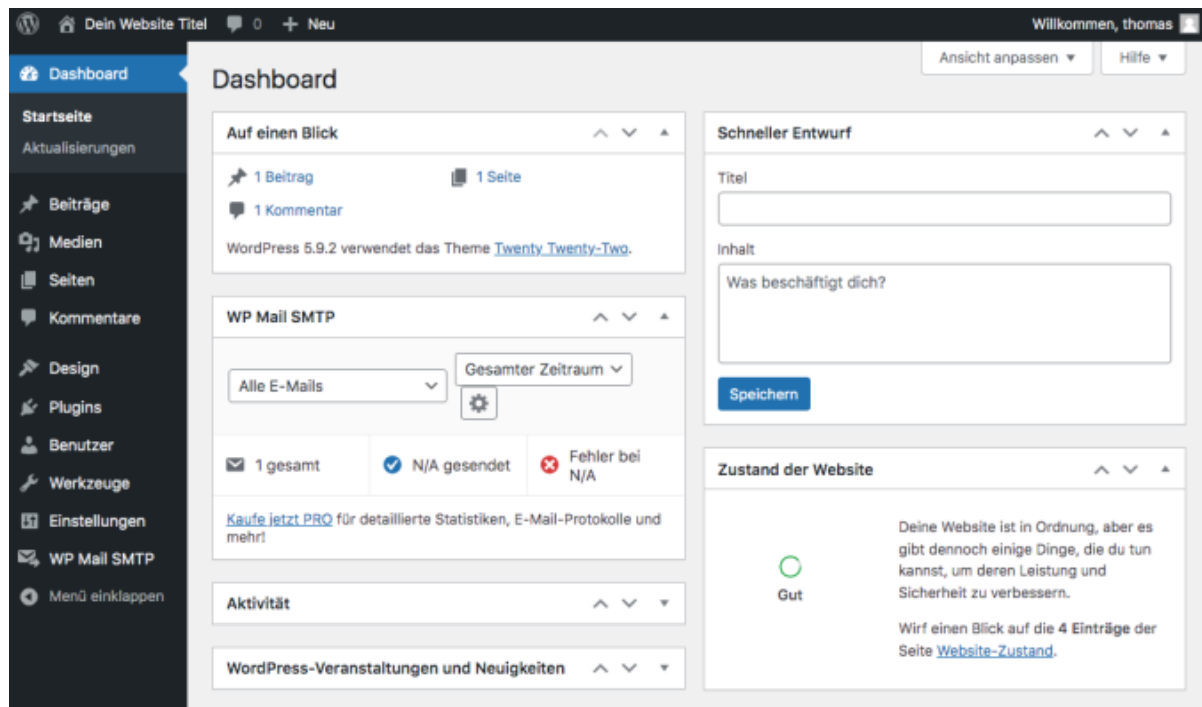 Dein Website Titel 0 + Neu Willkommen, thomas
Ansicht anpassen Hilfe
Dashboard
Startseite
Aktualisierungen
Beiträge
Medien
Seiten
Kommentare
Design
Plugins
Benutzer
Werkzeuge
Einstellungen
WP Mail SMTP
Menü einklappen
Dashboard
Auf einen Blick
1 Beitrag 1 Seite
1 Kommentar
WordPress 5.9.2 verwendet das Theme Twenty Twenty-Two.
WP Mail SMTP
Alle E-Mails Gesamter Zeitraum
1 gesamt N/A gesendet Fehler bei
N/A
Kaufe jetzt PRO für detaillierte Statistiken, E-Mail-Protokolle und
mehr!
Aktivität
WordPress-Veranstaltungen und Neuigkeiten
Schneller Entwurf
Titel
Inhalt
Was beschäftigt dich?
Speichern
Zustand der Website
Gut
Deine Website ist in Ordnung, aber es
gibt dennoch einige Dinge, die du tun
kannst, um deren Leistung und
Sicherheit zu verbessern.
Wirf einen Blick auf die 4 Einträge der
Seite Website-Zustand.